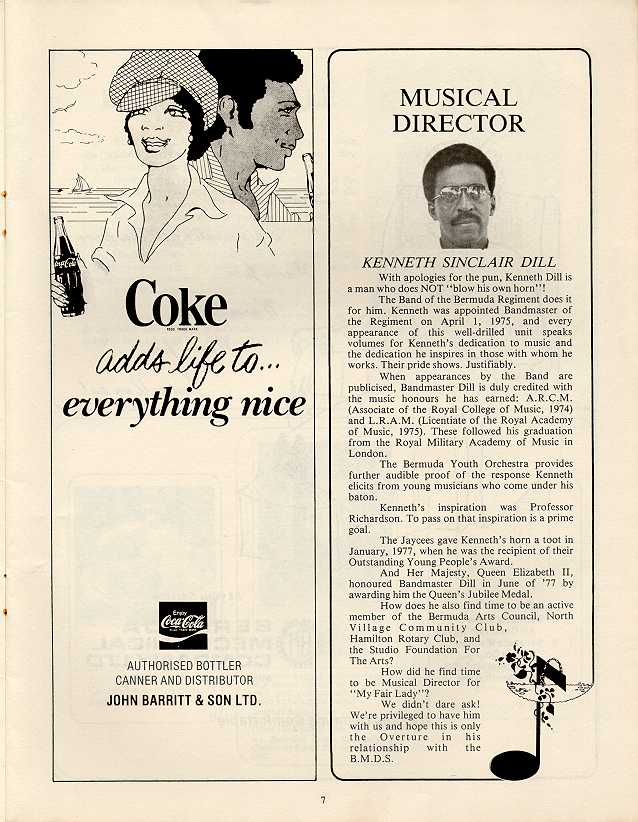 Coca-Cola
Coke
REGD. TRADE MARK
adds life to...
everything nice
Enjoy
Coca-Cola
AUTHORISED BOTTLER
CANNER AND DISTRIBUTOR
JOHN BARRITT & SON LTD.
MUSICAL
DIRECTOR
KENNETH SINCLAIR DILL
With apologies for the pun, Kenneth Dill is
a man who does NOT "blow his own horn"!
The Band of the Bermuda Regiment does it
for him. Kenneth was appointed Bandmaster of
the Regiment on April 1, 1975, and every
appearance of this well-drilled unit speaks
volumes for Kenneth's dedication to music and
the dedication he inspires in those with whom he
works. Their pride shows. Justifiably.
When appearances by the Band are
publicised, Bandmaster Dill is duly credited with
the music honours he has earned: A.R.C.M.
(Associate of the Royal College of Music, 1974)
and L.R.A.M. (Licentiate of the Royal Academy
of Music, 1975). These followed his graduation
from the Royal Military Academy of Music in
London.
The Bermuda Youth Orchestra provides
further audible proof of the response Kenneth
elicits from young musicians who come under his
baton.
Kenneth's inspiration was Professor
Richardson. To pass on that inspiration is a prime
goal.
The Jaycees gave Kenneth's horn a toot in
January, 1977, when he was the recipient of their
Outstanding Young People's Award.
And Her Majesty, Queen Elizabeth II,
honoured Bandmaster Dill in June of '77 by
awarding him the Queen's Jubilee Medal.
How does he also find time to be an active
member of the Bermuda Arts Council, North
Village Community Club,
Hamilton Rotary Club, and
the Studio Foundation For
The Arts?
How did he find time
to be Musical Director for
"My Fair Lady"?
We didn't dare ask!
We're privileged to have him
with us and hope this is only
the Overture in his
relationship with the
B.M.D.S.
7